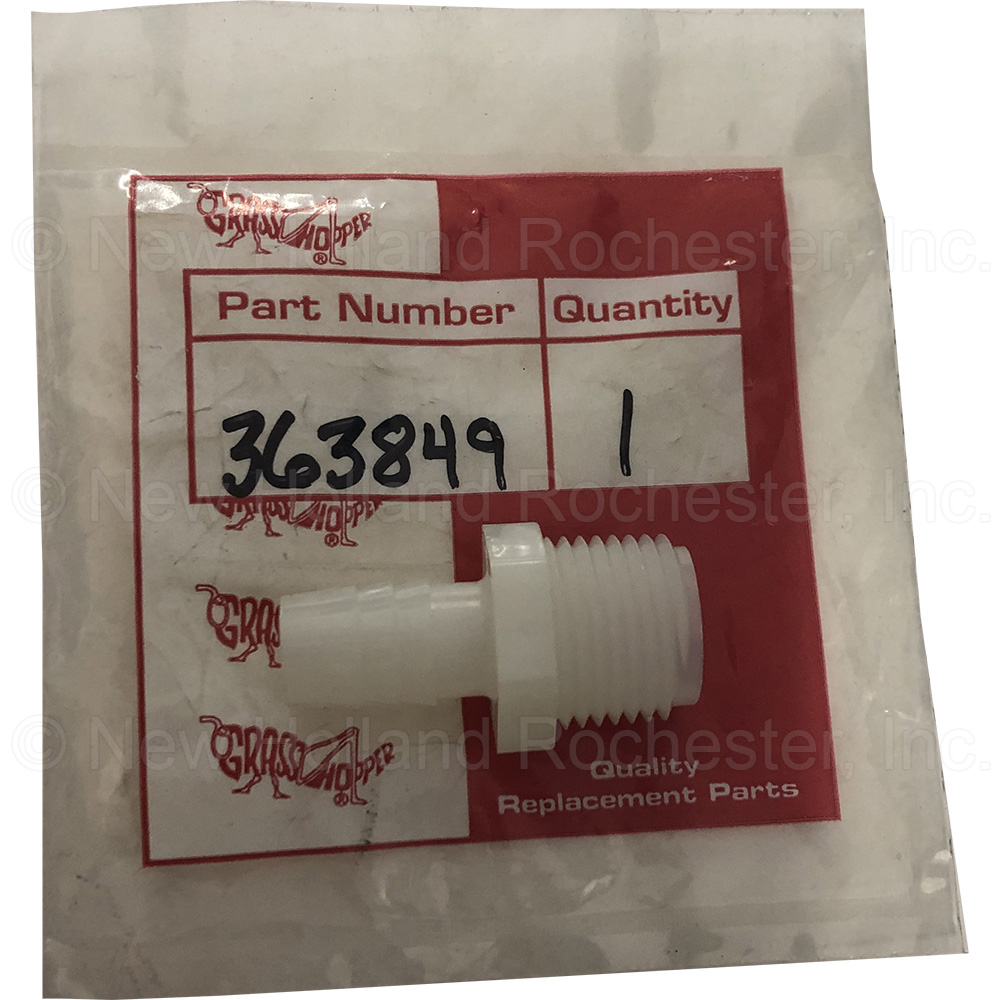 GRASSHOPPER®
© New Holland Rochester, Inc.
Part Number Quantity
363849 1
© New Holland Rochester, Inc.
GRASSHOPPER®
GRAS
© New Holland Rochester, Inc.
GRASSHOPPER®
Quality
Replacement Parts